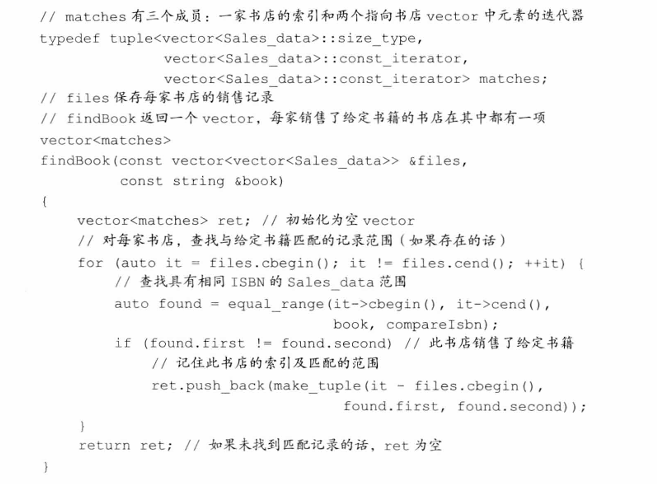 // matches 有三个成员：一家书店的索引和两个指向书店 vector 中元素的迭代器
typedef tuple<vector<Sales_data>::size_type,
              vector<Sales_data>::const_iterator,
              vector<Sales_data>::const_iterator> matches;
// files 保存每家书店的销售记录
// findBook 返回一个 vector，每家销售了给定书籍的书店在其中都有一项
vector<matches>
findBook(const vector<vector<Sales_data>> &files,
         const string &book)
{
    vector<matches> ret; // 初始化为空 vector
    // 对每家书店，查找与给定书籍匹配的记录范围（如果存在的话）
    for (auto it = files.cbegin(); it != files.cend(); ++it) {
        // 查找具有相同 ISBN 的 Sales_data 范围
        auto found = equal_range(it->cbegin(), it->cend(),
                                 book, compareIsbn);
        if (found.first != found.second) // 此书店销售了给定书籍
            // 记住此书店的索引及匹配的范围
            ret.push_back(make_tuple(it - files.cbegin(),
                                     found.first, found.second));
    }
    return ret; // 如果未找到匹配记录的话，ret 为空
}